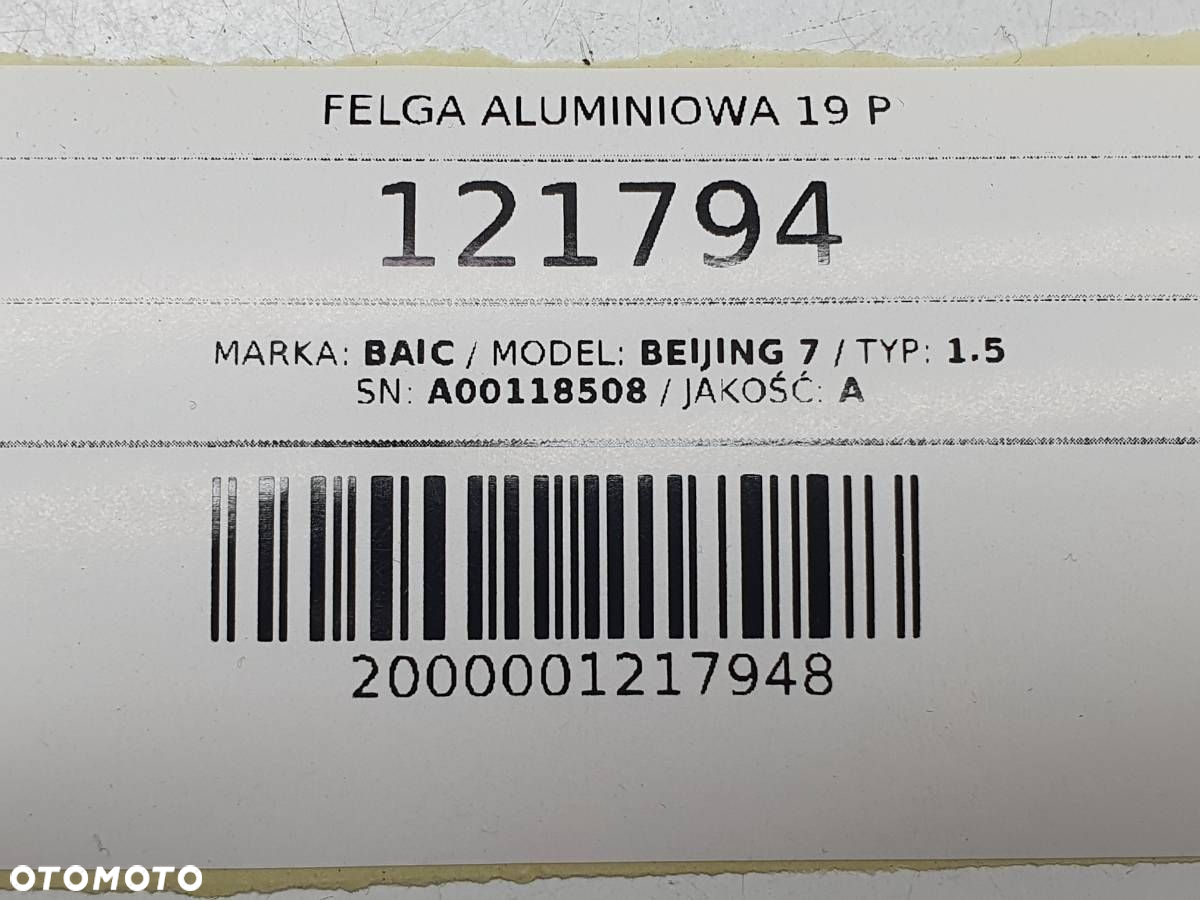 FELGA ALUMINIOWA 19 P
121794
MARKA: BAIC / MODEL: BEIJING 7 / TYP: 1.5
SN: A00118508 / JAKOŚĆ: A
2000001217948
OTOMOTO